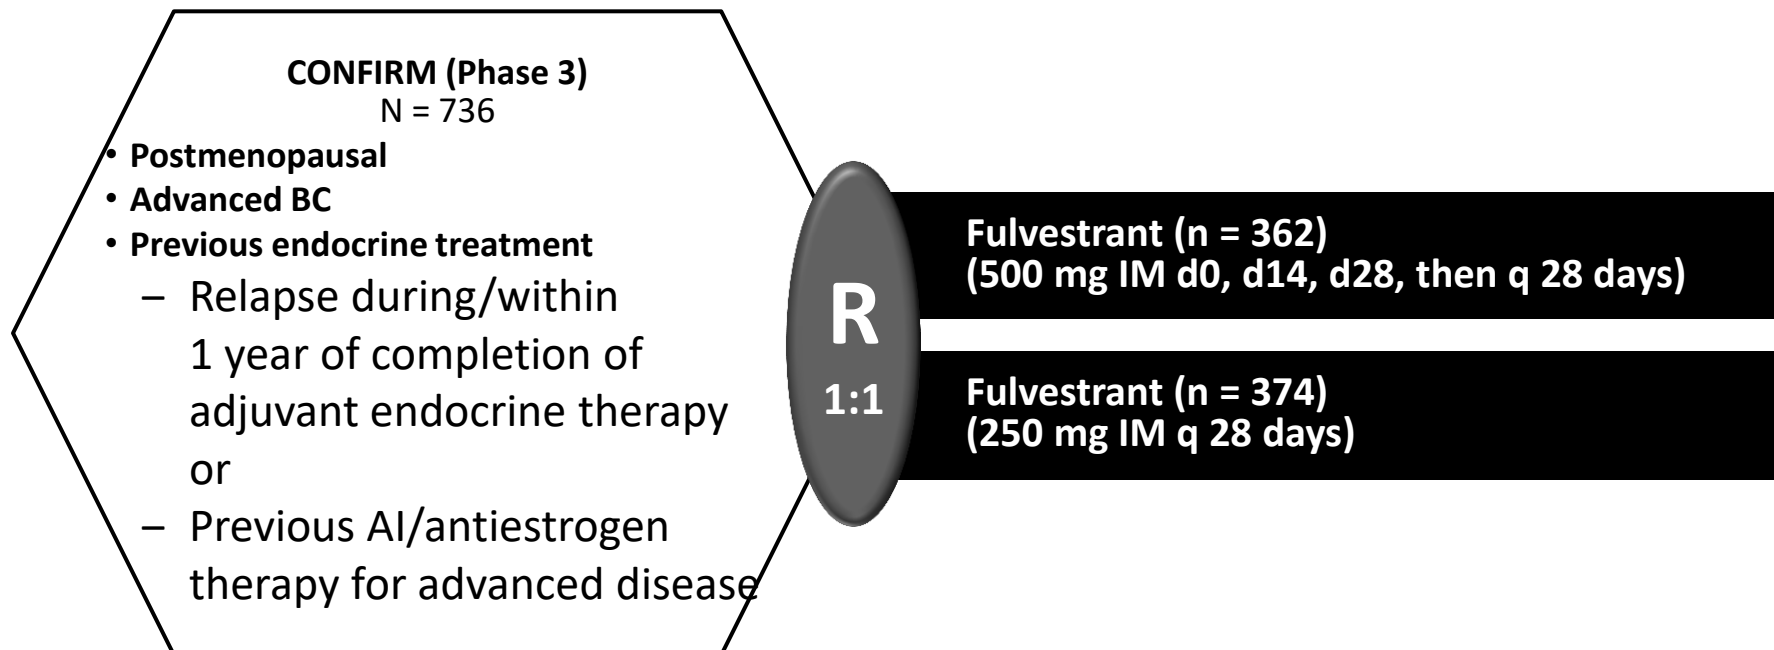 CONFIRM (Phase 3)
N = 736
• Postmenopausal
• Advanced BC
• Previous endocrine treatment
– Relapse during/within
1 year of completion of
adjuvant endocrine therapy
or
– Previous AI/antiestrogen
therapy for advanced disease
R
1:1
Fulvestrant (n = 362)
(500 mg IM d0, d14, d28, then q 28 days)
Fulvestrant (n = 374)
(250 mg IM q 28 days)